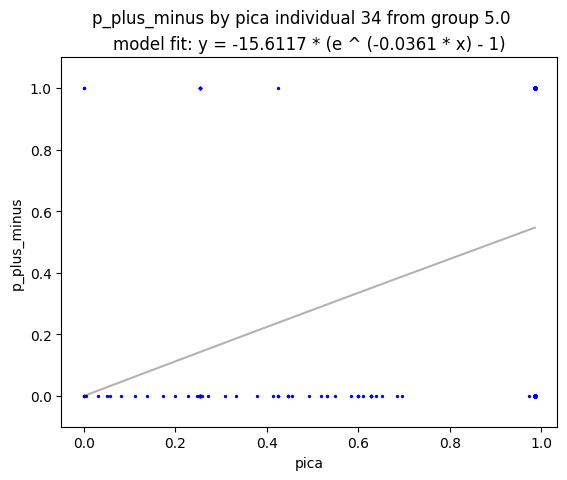 p_plus_minus by pica individual 34 from group 5.0
model fit: y = -15.6117 * (e ^ (-0.0361 * x) - 1)
1.0
0.8
0.6
0.4
0.2
0.0
p_plus_minus
0.0 0.2 0.4 0.6 0.8 1.0
pica